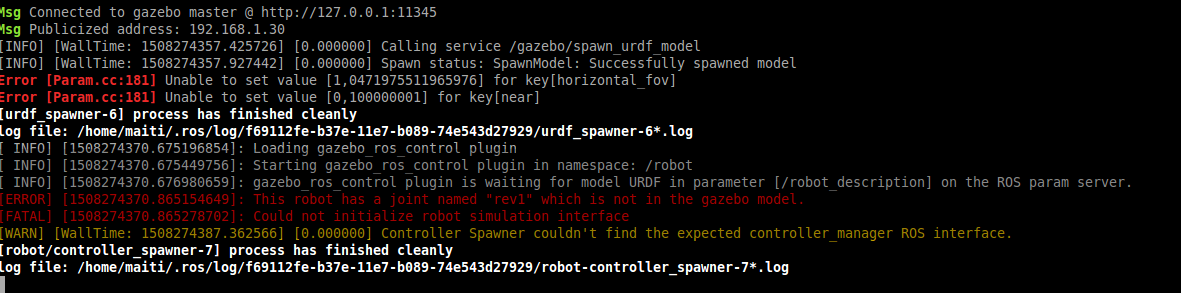 Msg Connected to gazebo master @ http://127.0.0.1:11345
Msg Publicized address: 192.168.1.30
[INFO] [WallTime: 1508274357.425726] [0.000000] Calling service /gazebo/spawn_urdf_model
[INFO] [WallTime: 1508274357.927442] [0.000000] Spawn status: SpawnModel: Successfully spawned model
Error [Param.cc:181] Unable to set value [1,0471975511965976] for key[horizontal_fov]
Error [Param.cc:181] Unable to set value [0,100000001] for key[near]
[urdf_spawner-6] process has finished cleanly
log file: /home/maiti/.ros/log/f69112fe-b37e-11e7-b089-74e543d27929/urdf_spawner-6*.log
[ INFO] [1508274370.675196854]: Loading gazebo_ros_control plugin
[ INFO] [1508274370.675449756]: Starting gazebo_ros_control plugin in namespace: /robot
[ INFO] [1508274370.676980659]: gazebo_ros_control plugin is waiting for model URDF in parameter [/robot_description] on the ROS param server.
[ERROR] [1508274370.865154649]: This robot has a joint named "rev1" which is not in the gazebo model.
[FATAL] [1508274370.865278702]: Could not initialize robot simulation interface
[WARN] [WallTime: 1508274387.362566] [0.000000] Controller Spawner couldn't find the expected controller_manager ROS interface.
[robot/controller_spawner-7] process has finished cleanly
log file: /home/maiti/.ros/log/f69112fe-b37e-11e7-b089-74e543d27929/robot-controller_spawner-7*.log